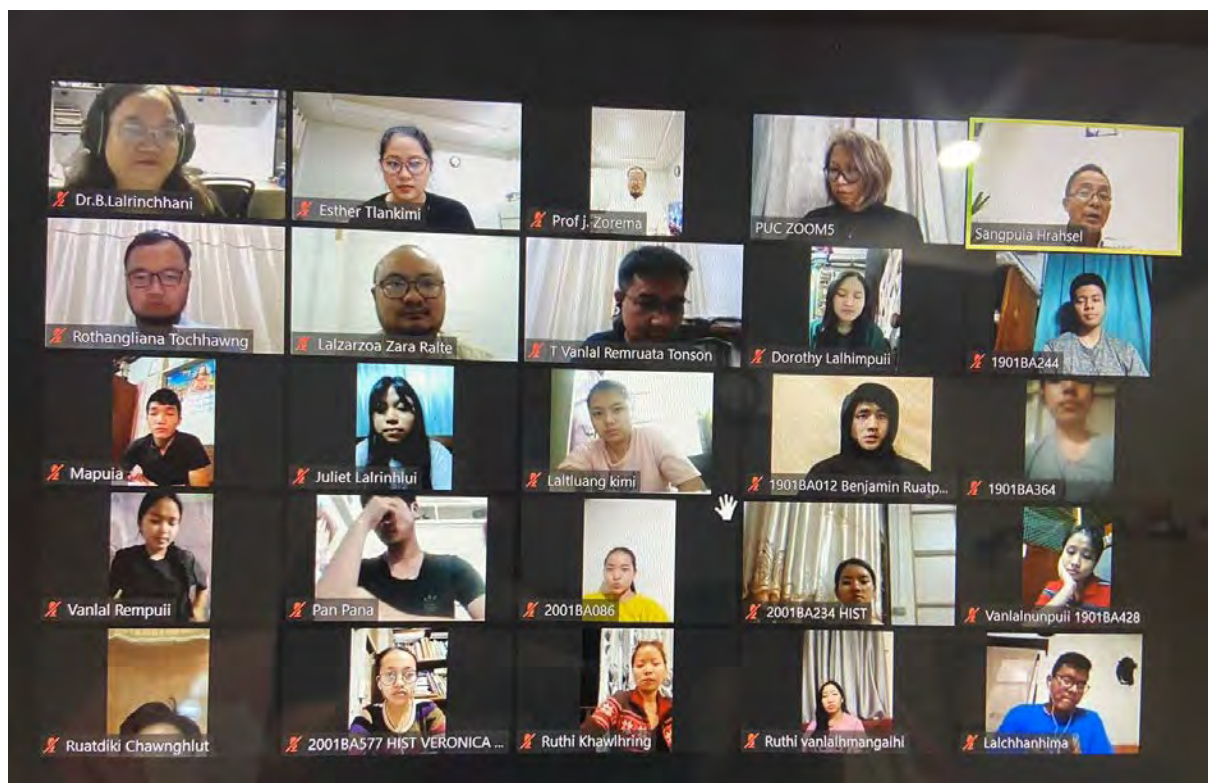 Dr.B.Lalrinchhani
Esther Tlankimi
Prof j. Zorema
PUC ZOOM5
Sangpuia Hrahsel
Rothangliana Tochhawng
Lalzarzoa Zara Ralte
T Vanlal Remruata Tonson
Dorothy Lalhimpuii
1901BA244
Mapuia
Juliet Lalrinhlui
Laltluang kimi
1901BA012 Benjamin Ruatp...
1901BA364
Vanlal Rempuii
Pan Pana
2001BA086
2001BA234 HIST
Vanlalnunpuii 1901BA428
Ruatdiki Chawnghlut
2001BA577 HIST VERONICA ...
Ruthi Khawlhring
Ruthi vanlalhmangaihi
Lalchhanhima